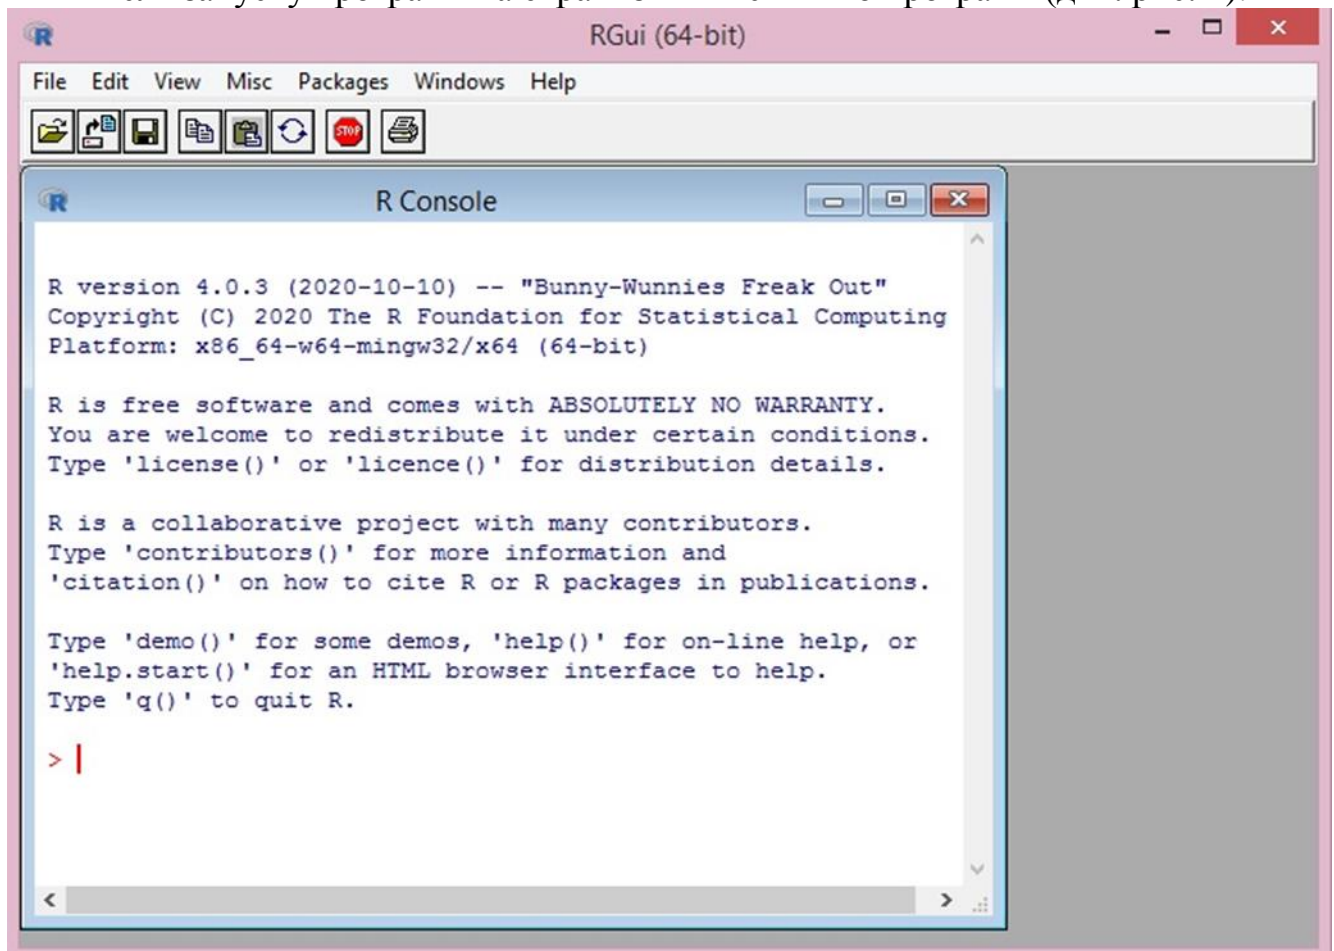 RGui (64-bit)
File Edit View Misc Packages Windows Help
STOP
R Console
R version 4.0.3 (2020-10-10) -- "Bunny-Wunnies Freak Out"
Copyright (C) 2020 The R Foundation for Statistical Computing
Platform: x86_64-w64-mingw32/x64 (64-bit)
R is free software and comes with ABSOLUTELY NO WARRANTY.
You are welcome to redistribute it under certain conditions.
Type 'license()' or 'licence()' for distribution details.
R is a collaborative project with many contributors.
Type 'contributors()' for more information and
'citation()' on how to cite R or R packages in publications.
Type 'demo()' for some demos, 'help()' for on-line help, or
'help.start()' for an HTML browser interface to help.
Type 'q()' to quit R.
>